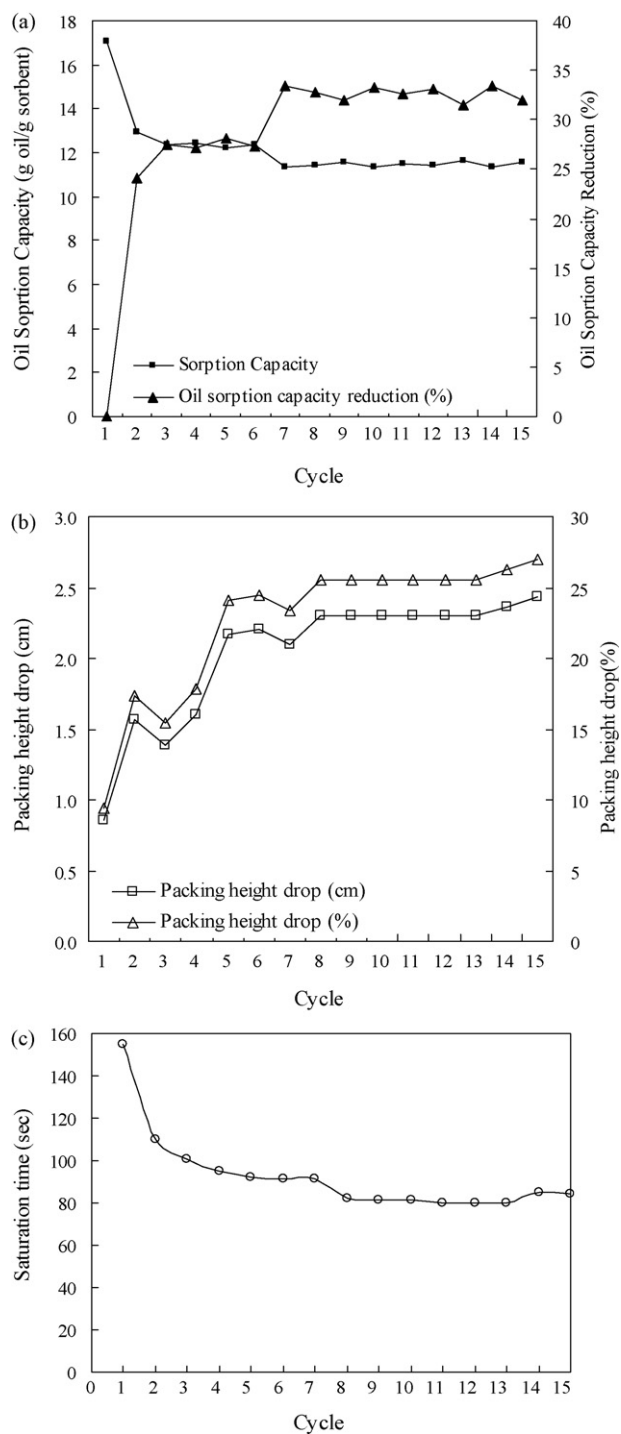 (a)
Oil Soprtion Capacity (g oil/g sorbent)
18
16
14
12
10
8
6
4
2
0
40
35
30
25
20
15
10
5
0
Oil Sorption Capacity Reduction (%)
Sorption Capacity
Oil sorption capacity reduction (%)
1 2 3 4 5 6 7 8 9 10 11 12 13 14 15
Cycle
(b)
Packing height drop (cm)
3.0
2.5
2.0
1.5
1.0
0.5
0.0
30
25
20
15
10
5
0
Packing height drop(%)
Packing height drop (cm)
Packing height drop (%)
1 2 3 4 5 6 7 8 9 10 11 12 13 14 15
Cycle
(c)
Saturation time (sec)
160
140
120
100
80
60
40
20
0
0 1 2 3 4 5 6 7 8 9 10 11 12 13 14 15
Cycle